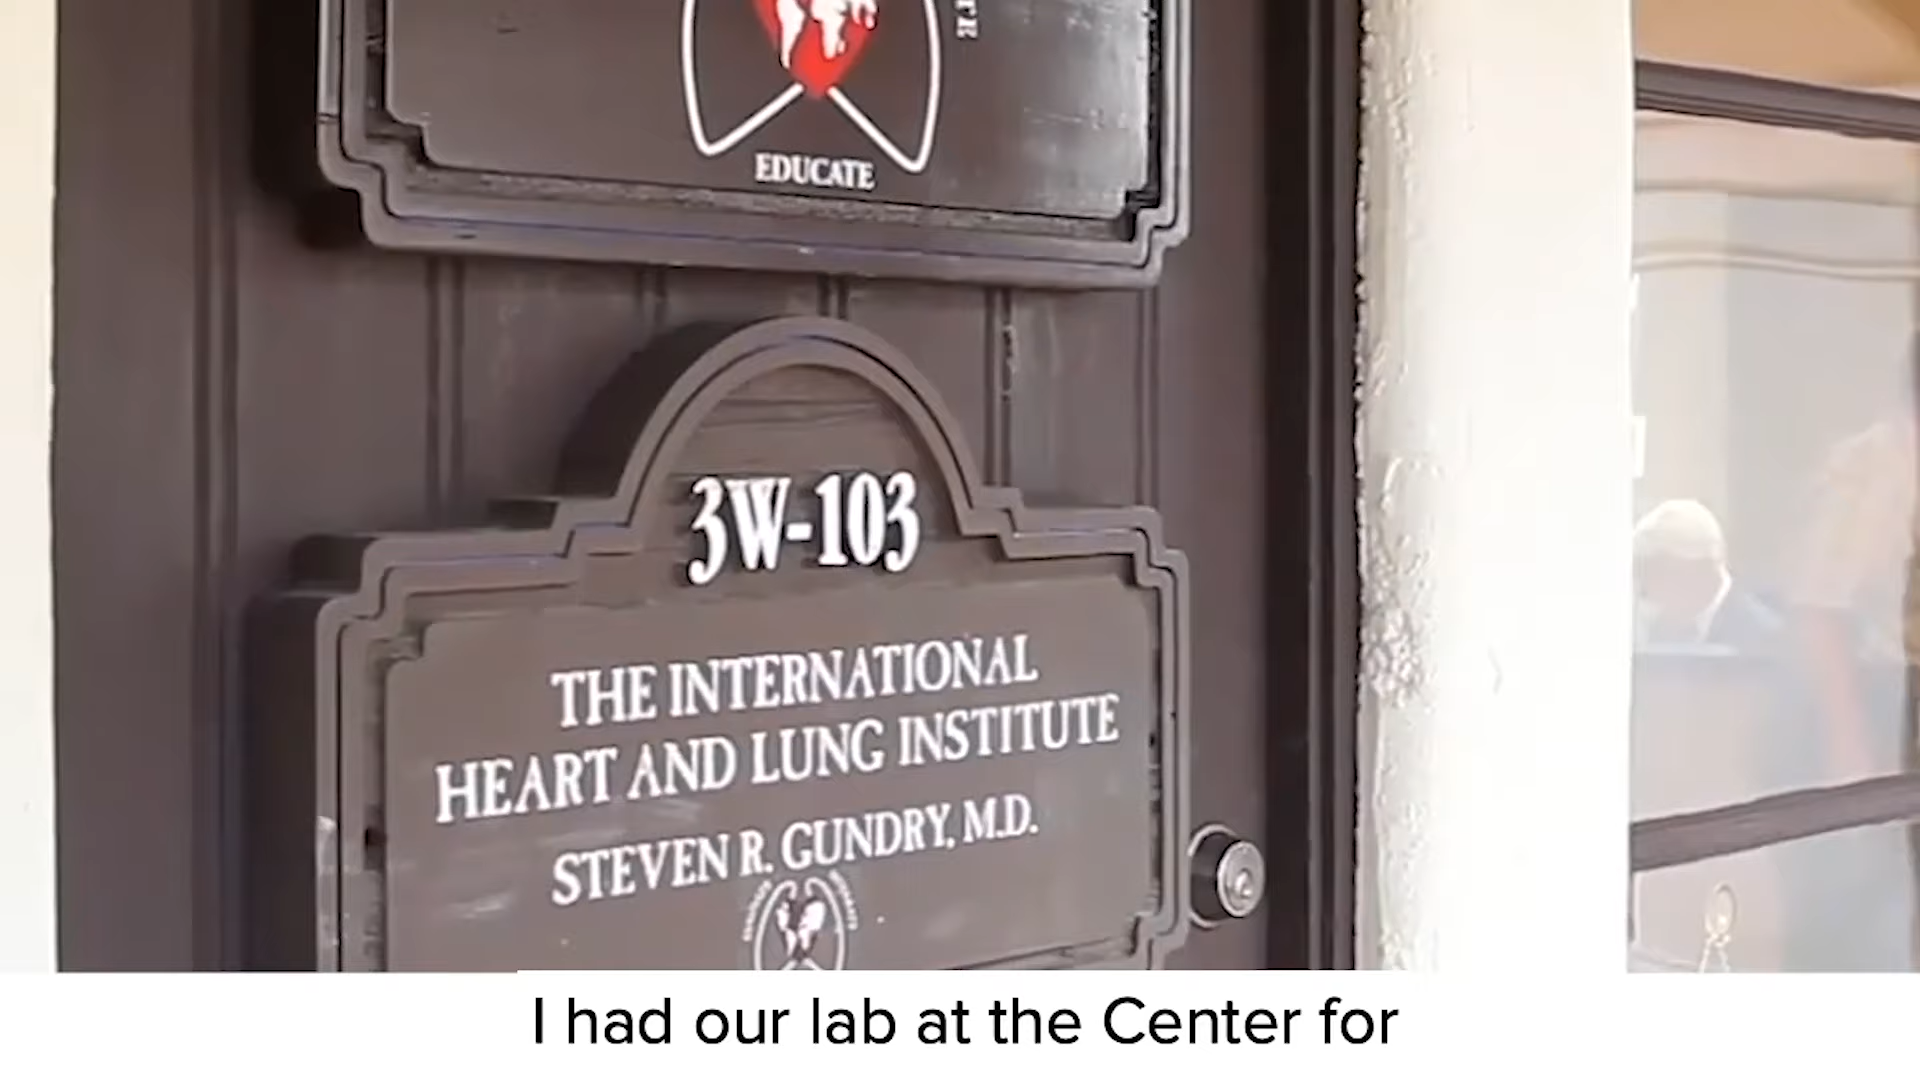 EDUCATE
3W-103
THE INTERNATIONAL
HEART AND LUNG INSTITUTE
STEVEN R. GUNDRY, M.D.
I had our lab at the Center for